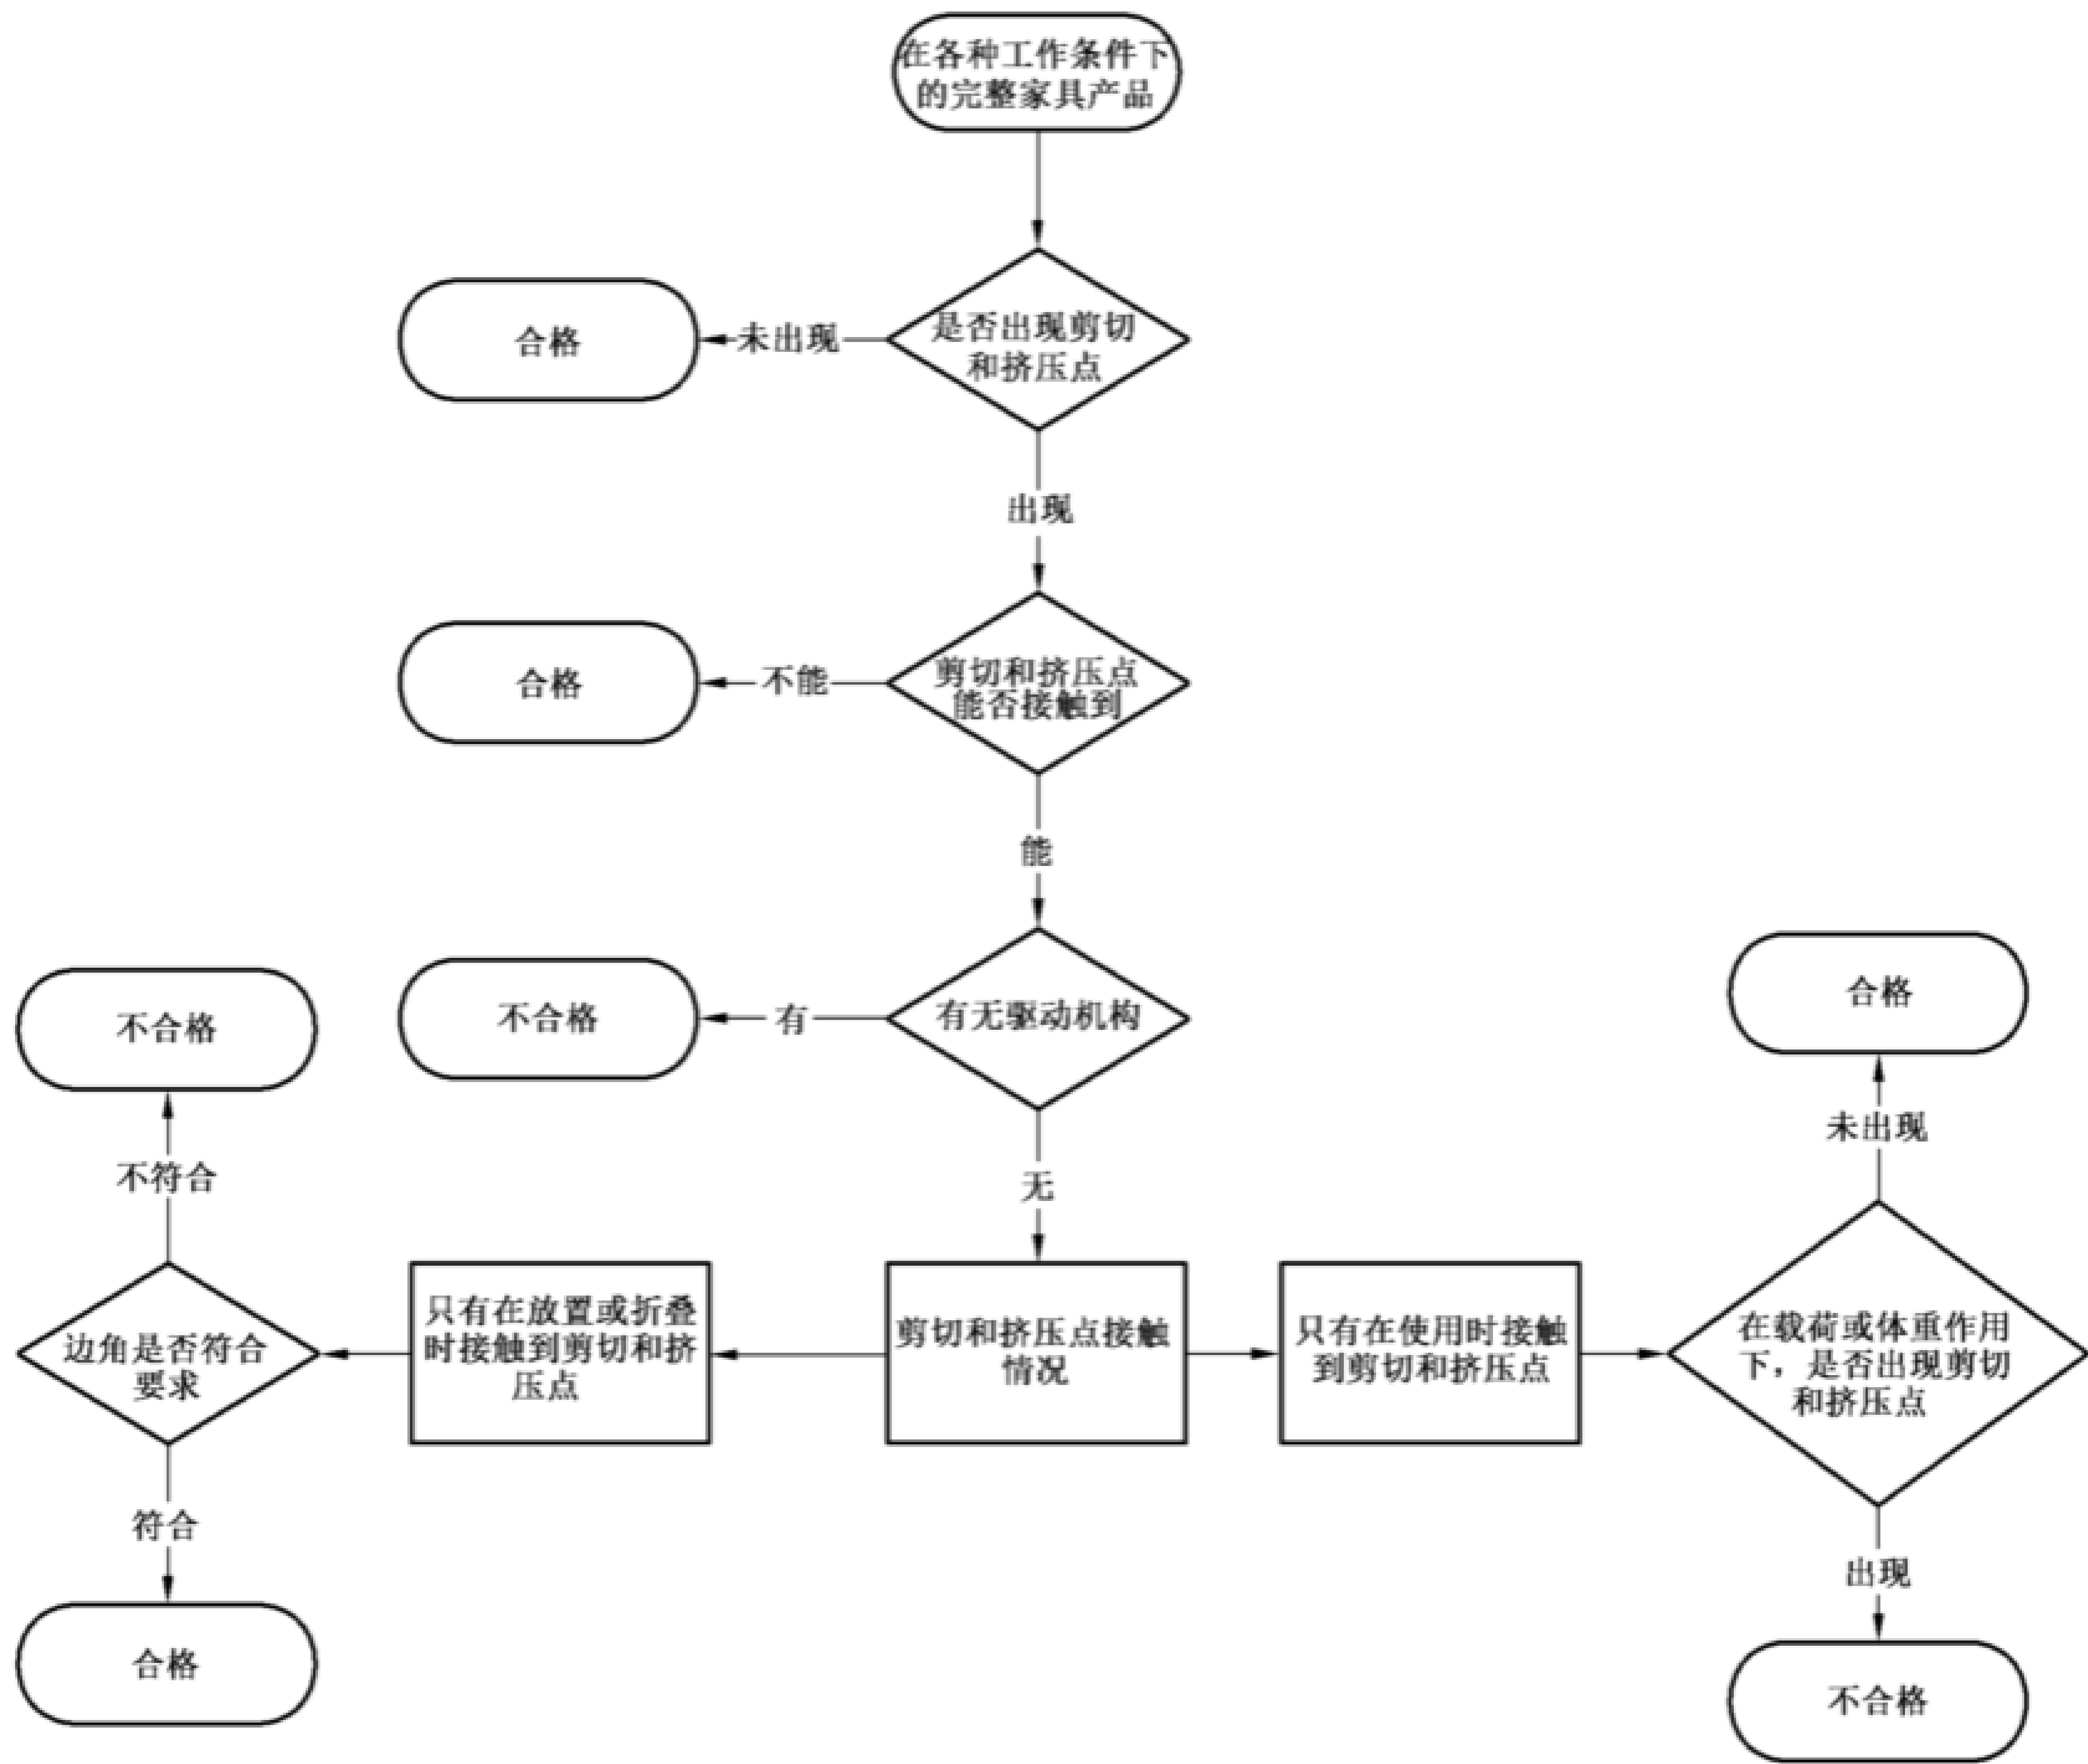 在各种工作条件下
的完整家具产品
是否出现剪切
和挤压点
未出现
合格
出现
剪切和挤压点
能否接触到
不能
合格
能
有无驱动机构
有
不合格
无
剪切和挤压点接触
情况
只有在放置或折叠
时接触到剪切和挤
压点
边角是否符合
要求
不符合
不合格
符合
合格
只有在使用时接触
到剪切和挤压点
在载荷或体重作用
下，是否出现剪切
和挤压点
未出现
合格
出现
不合格